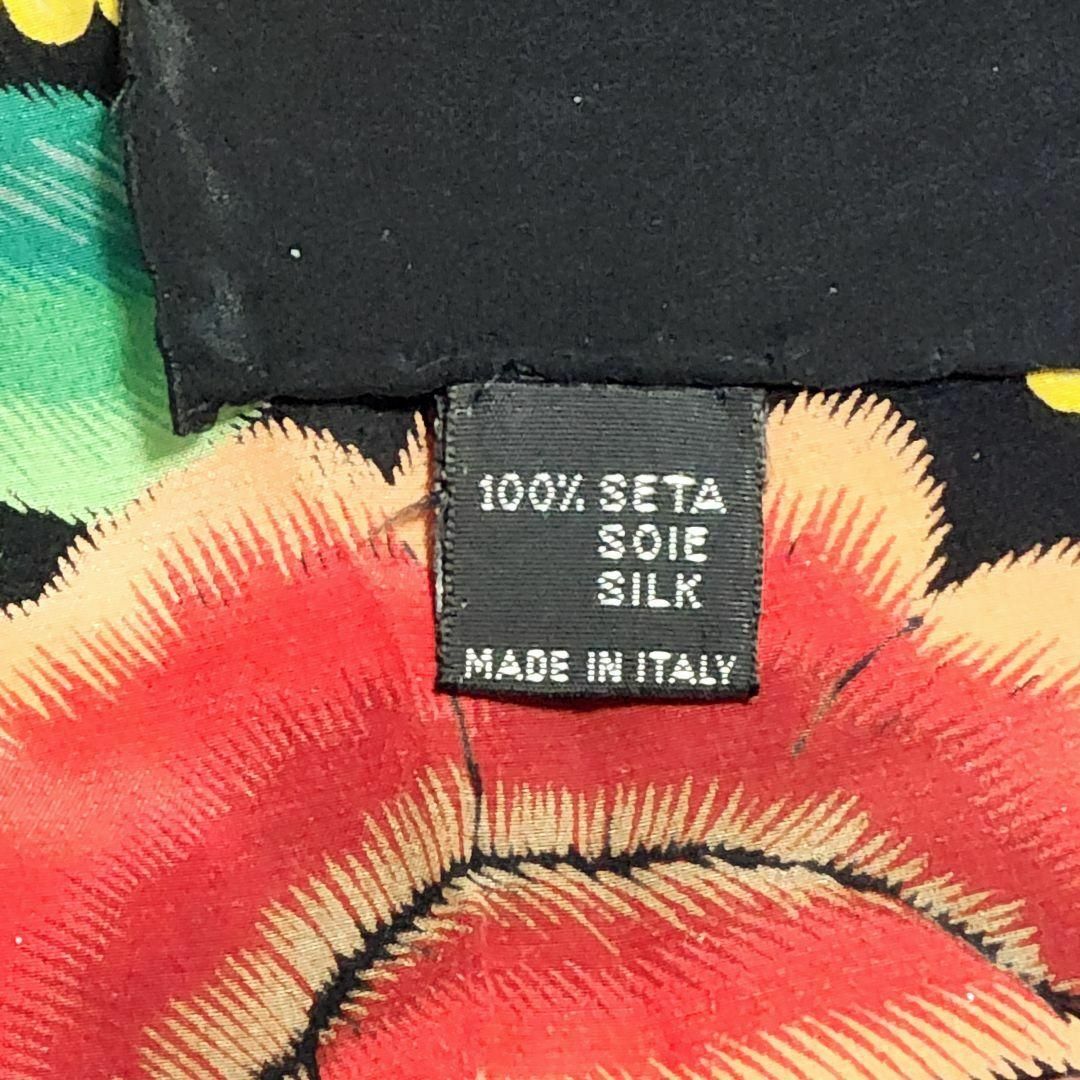 100% SETA
SOIE
SILK
MADE IN ITALY